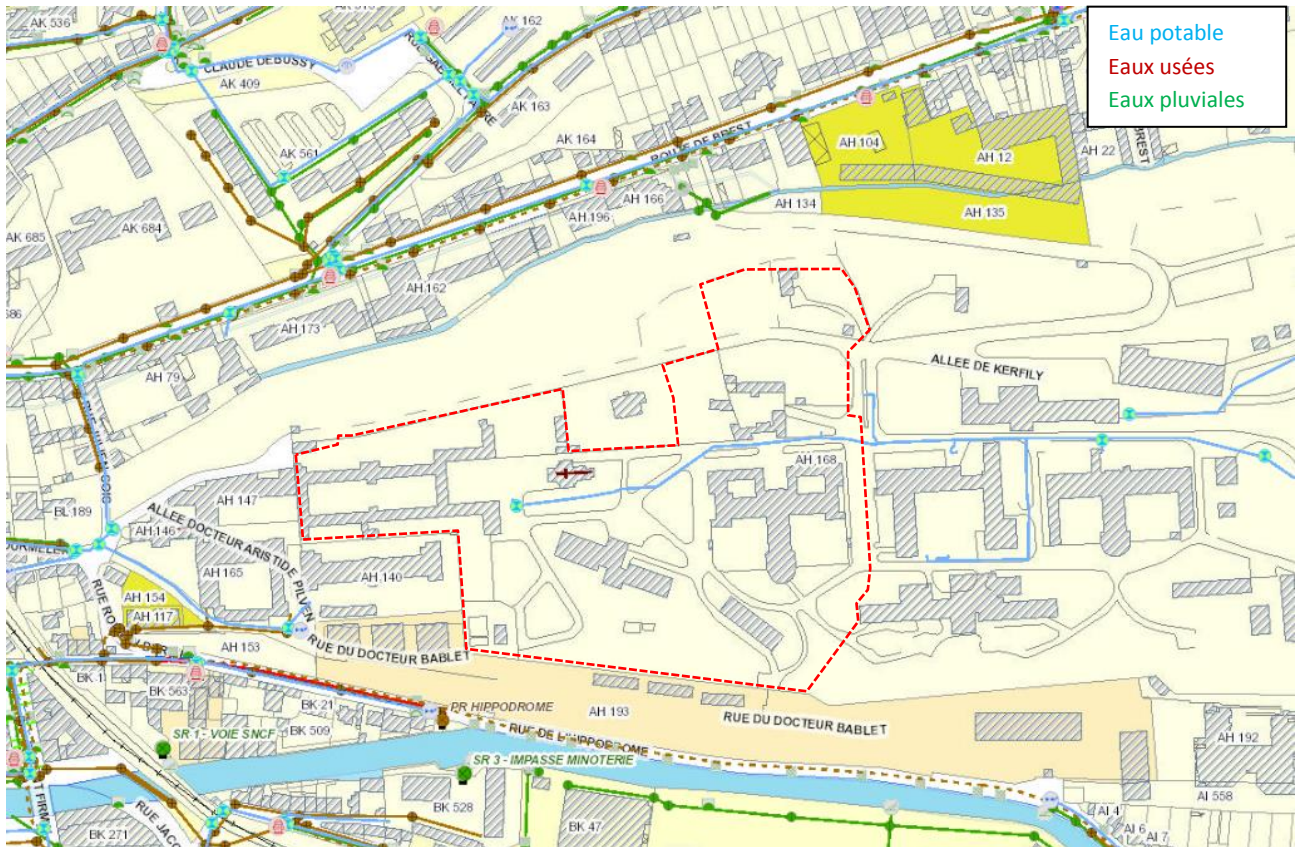 Eau potable
Eaux usées
Eaux pluviales
AK 536
AK 162
CLAUDE DEBUSSY
AK 409
AK 163
AK 561
AK 164
ROUTE DE BREST
AH 104
AH 12
AH 22
BREST
AH 166
AH 134
AH 196
AH 135
AK 685
AK 684
AH 162
AH 173
AH 79
ALLEE DE KERFILY
AH 168
AH 147
BL 189
AH 146
ALLEE DOCTEUR ARISTIDE PILVEN
AH 165
AH 140
AH 154
AH 117
RUE DU DOCTEUR BABLET
AH 153
BK 1
BK 563
BK 21
PR HIPPODROME
AH 193
RUE DU DOCTEUR BABLET
BK 509
RUE DE L'HIPPODROME
AH 192
SR 1 - VOIE SNCF
SR 3 - IMPASSE MINOTERIE
BK 528
AI 4
AI 558
BK 271
RUE JACQ
BK 47
AI 6
AI 7